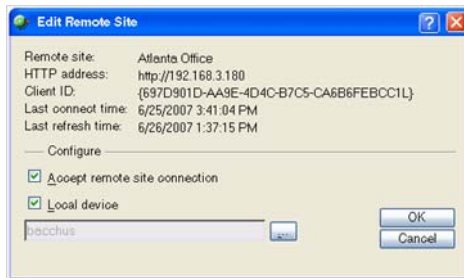 Edit Remote Site
Remote site: Atlanta Office
HTTP address: http://192.168.3.180
Client ID: {697D901D-AA9E-4D4C-B7C5-CA6B6FEBCC1L}
Last connect time: 6/25/2007 3:41:04 PM
Last refresh time: 6/26/2007 1:37:15 PM
Configure
Accept remote site connection
Local device
bacchus
...
OK
Cancel